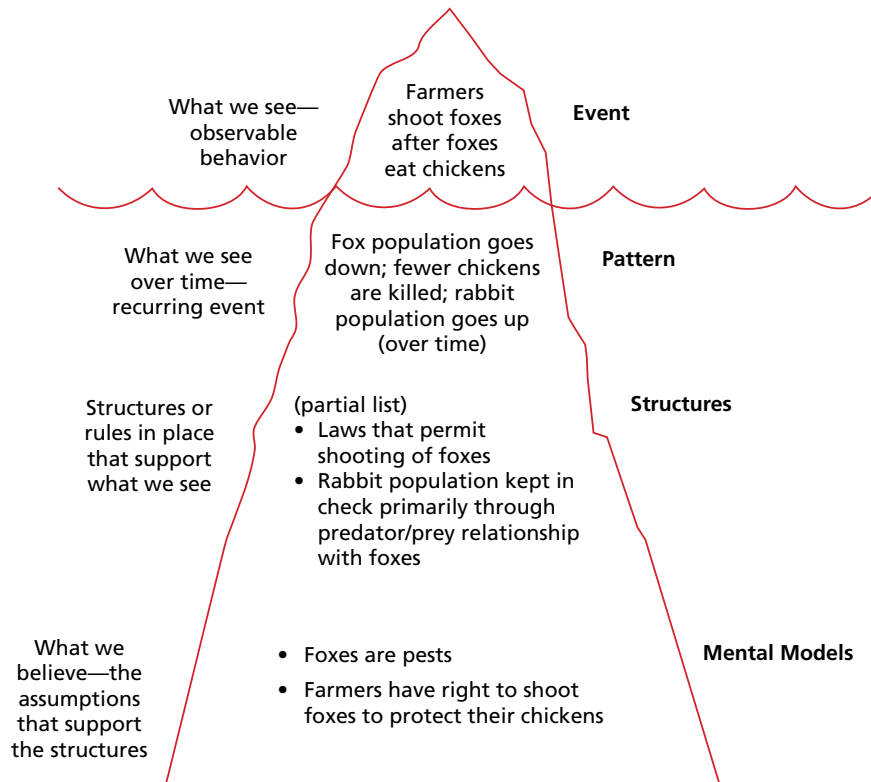 What we see—
observable
behavior
Farmers
shoot foxes
after foxes
eat chickens
Event
What we see
over time—
recurring event
Fox population goes
down; fewer chickens
are killed; rabbit
population goes up
(over time)
Pattern
Structures or
rules in place
that support
what we see
(partial list)
• Laws that permit
shooting of foxes
• Rabbit population kept in
check primarily through
predator/prey relationship
with foxes
Structures
What we
believe—the
assumptions
that support
the structures
• Foxes are pests
• Farmers have right to shoot
foxes to protect their chickens
Mental Models